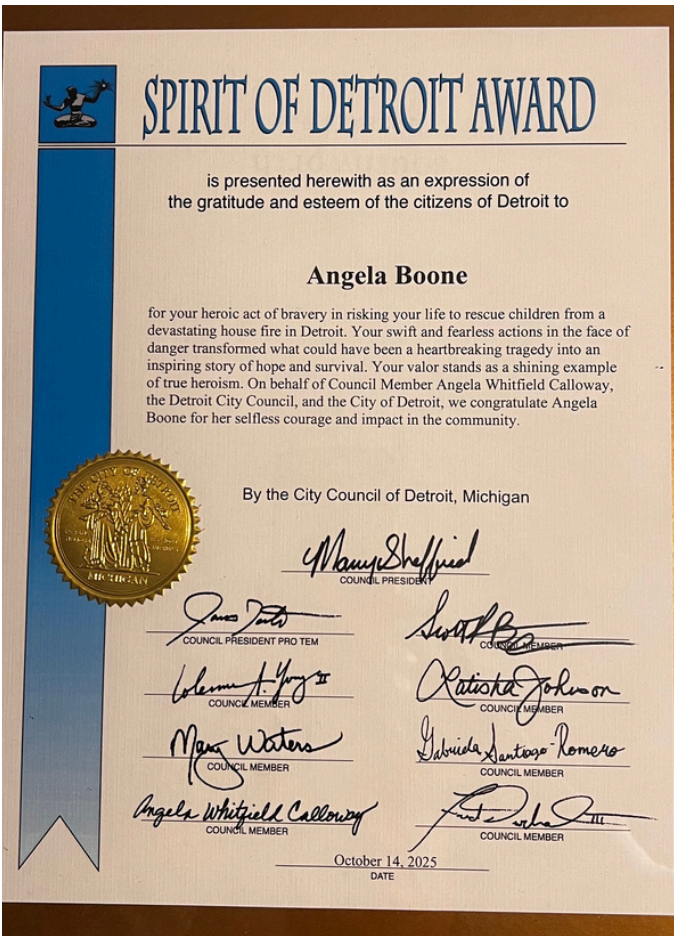 SPIRIT OF DETROIT AWARD
is presented herewith as an expression of
the gratitude and esteem of the citizens of Detroit to
Angela Boone
for your heroic act of bravery in risking your life to rescue children from a
devastating house fire in Detroit. Your swift and fearless actions in the face of
danger transformed what could have been a heartbreaking tragedy into an
inspiring story of hope and survival. Your valor stands as a shining example
of true heroism. On behalf of Council Member Angela Whitfield Calloway,
the Detroit City Council, and the City of Detroit, we congratulate Angela
Boone for her selfless courage and impact in the community.
THE CITY OF DETROIT
MICHIGAN
By the City Council of Detroit, Michigan
Mary Sheffield
COUNCIL PRESIDENT
COUNCIL PRESIDENT PRO TEM
Scott
COUNCIL MEMBER
Coleman A. Young II
COUNCIL MEMBER
Latisha Johnson
COUNCIL MEMBER
Mary Waters
COUNCIL MEMBER
Gabriela Santiago-Romero
COUNCIL MEMBER
Angela Whitfield Calloway
COUNCIL MEMBER
III
COUNCIL MEMBER
October 14, 2025
DATE